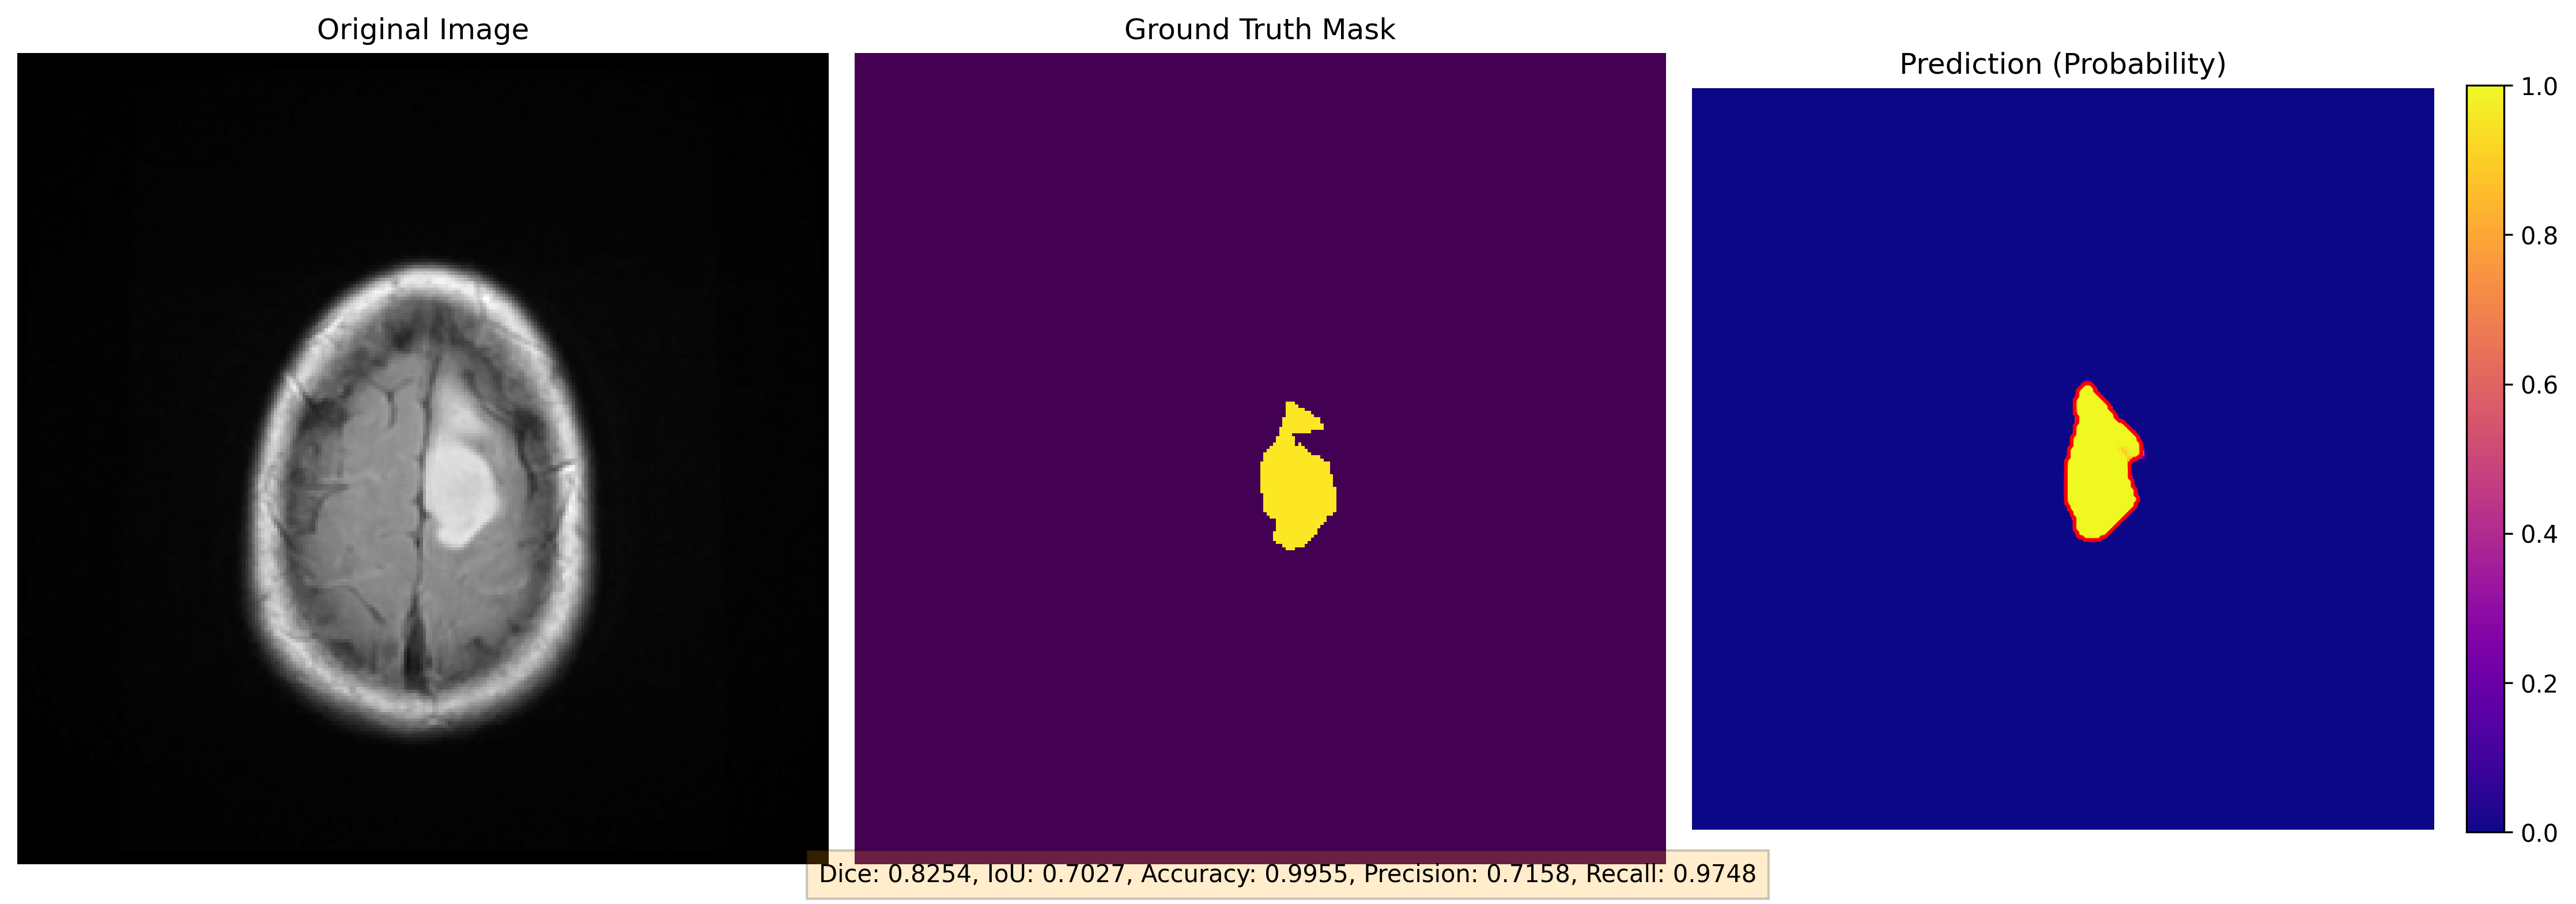 Original Image
Ground Truth Mask
Prediction (Probability)
1.0
0.8
0.6
0.4
0.2
0.0
Dice: 0.8254, IoU: 0.7027, Accuracy: 0.9955, Precision: 0.7158, Recall: 0.9748